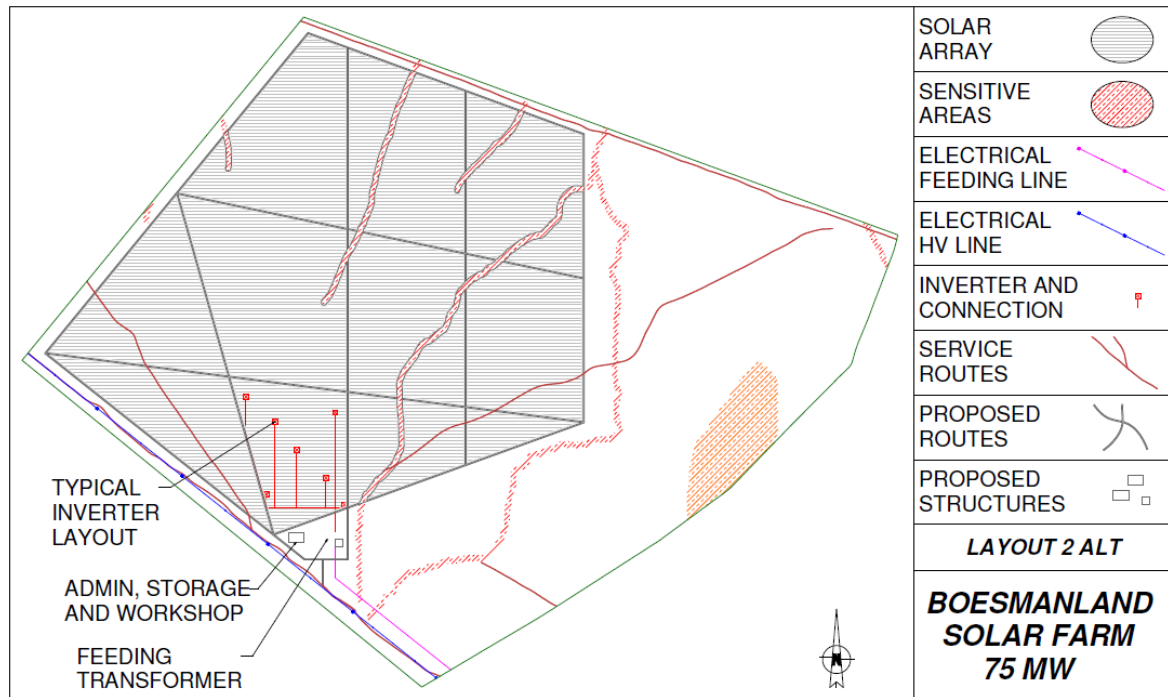 SOLAR
ARRAY
SENSITIVE
AREAS
ELECTRICAL
FEEDING LINE
ELECTRICAL
HV LINE
INVERTER AND
CONNECTION
SERVICE
ROUTES
PROPOSED
ROUTES
PROPOSED
STRUCTURES
LAYOUT 2 ALT
BOESMANLAND
SOLAR FARM
75 MW
TYPICAL
INVERTER
LAYOUT
ADMIN, STORAGE
AND WORKSHOP
FEEDING
TRANSFORMER
N